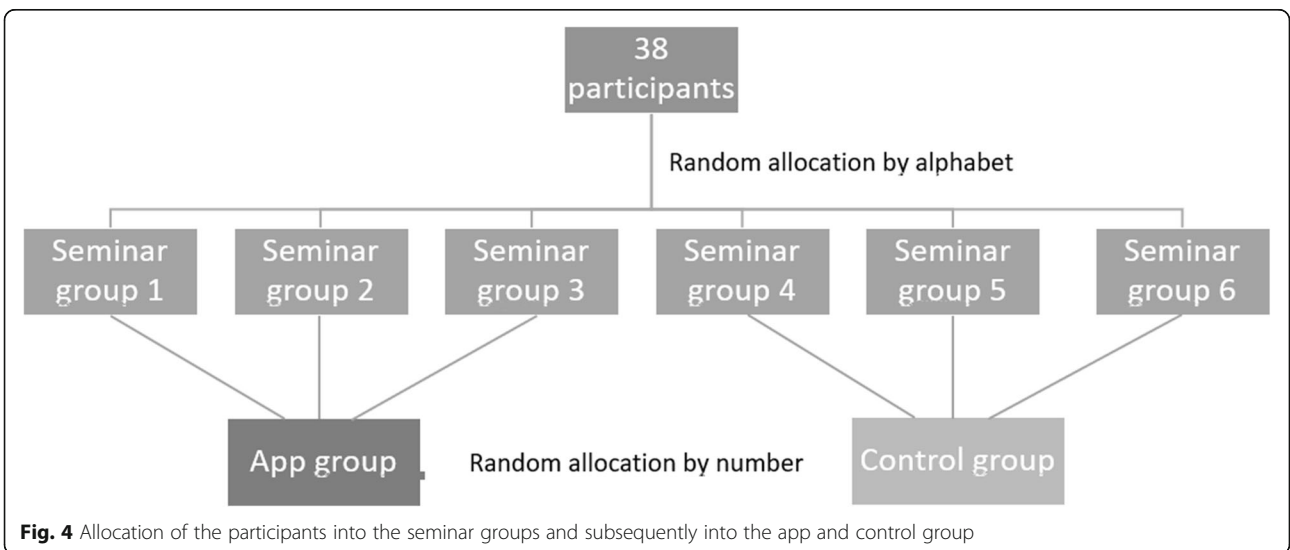 38
participants
Random allocation by alphabet
Seminar
group 1
Seminar
group 2
Seminar
group 3
Seminar
group 4
Seminar
group 5
Seminar
group 6
App group
Random allocation by number
Control group
Fig. 4 Allocation of the participants into the seminar groups and subsequently into the app and control group